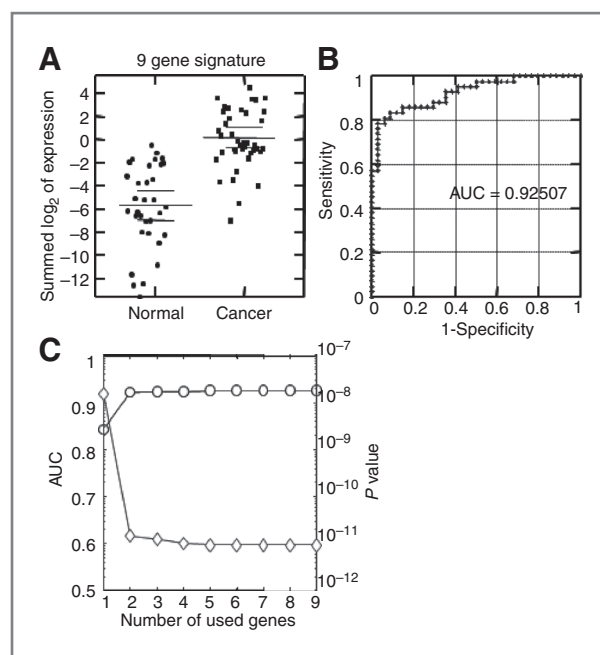 A
9 gene signature
Summed log2 of expression
4
2
0
−2
−4
−6
−8
−10
−12
Normal Cancer
B
Sensitivity
1
0.8
0.6
0.4
0.2
0
AUC = 0.92507
0 0.2 0.4 0.6 0.8 1
1-Specificity
C
AUC
1
0.9
0.8
0.7
0.6
0.5
10−7
10−8
10−9
10−10
10−11
10−12
P value
1 2 3 4 5 6 7 8 9
Number of used genes